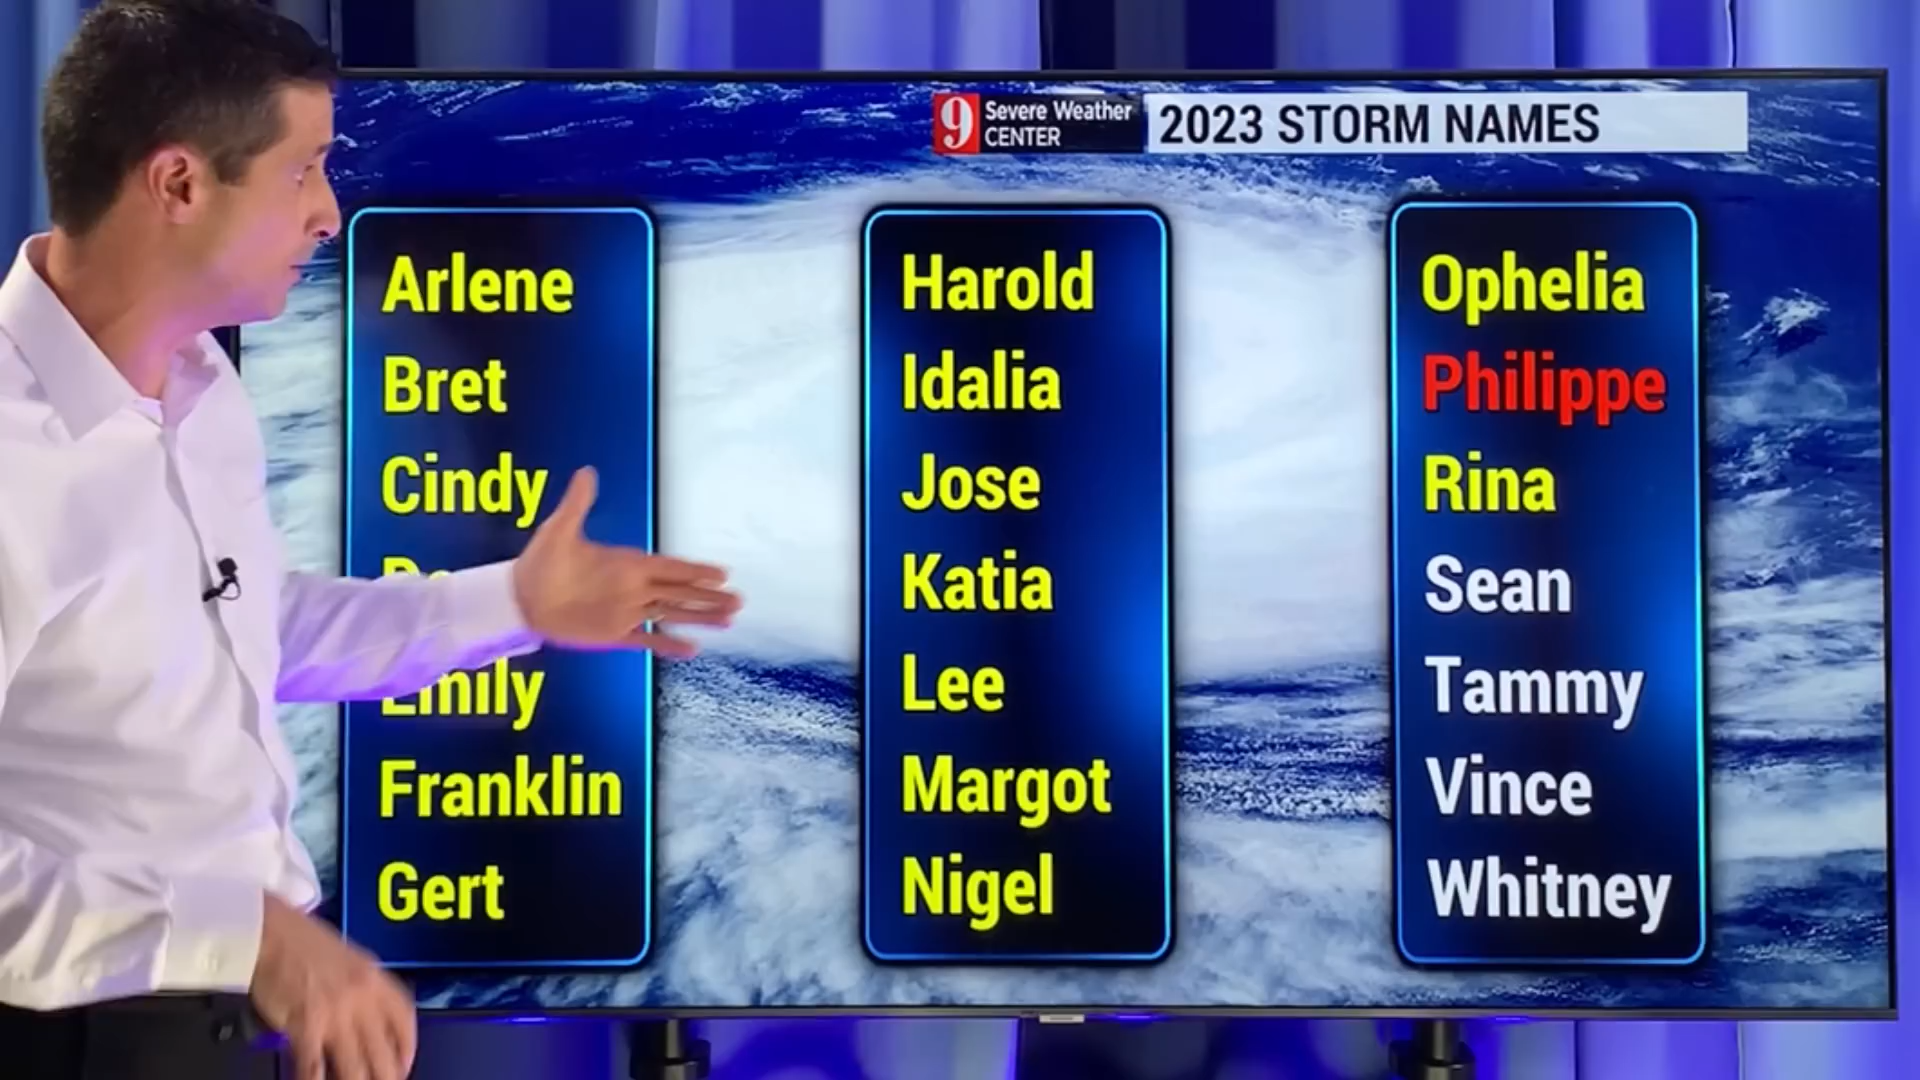 9 Severe Weather
CENTER
2023 STORM NAMES
Arlene
Bret
Cindy
Emily
Franklin
Gert
Harold
Idalia
Jose
Katia
Lee
Margot
Nigel
Ophelia
Philippe
Rina
Sean
Tammy
Vince
Whitney